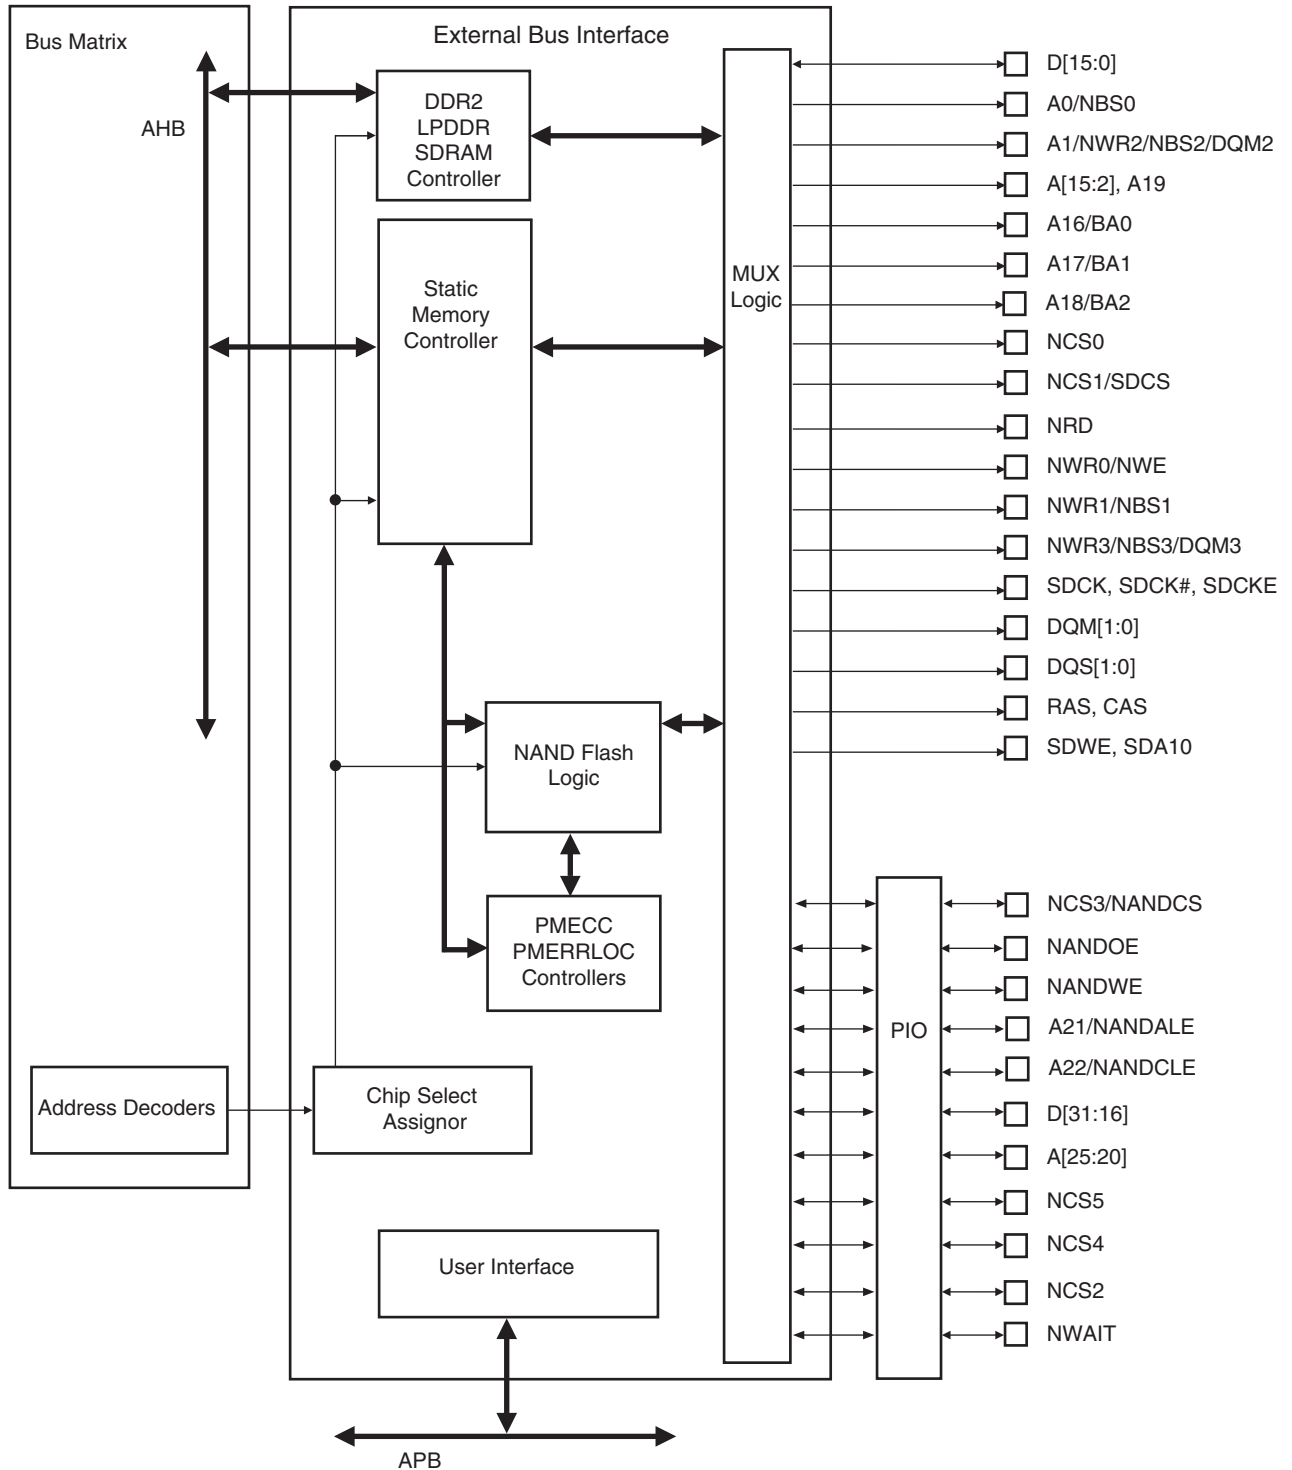 Bus Matrix
External Bus Interface
AHB
DDR2
LPDDR
SDRAM
Controller
Static
Memory
Controller
MUX
Logic
NAND Flash
Logic
PMECC
PMERRLOC
Controllers
Address Decoders
Chip Select
Assignor
User Interface
APB
PIO
D[15:0]
A0/NBS0
A1/NWR2/NBS2/DQM2
A[15:2], A19
A16/BA0
A17/BA1
A18/BA2
NCS0
NCS1/SDCS
NRD
NWR0/NWE
NWR1/NBS1
NWR3/NBS3/DQM3
SDCK, SDCK#, SDCKE
DQM[1:0]
DQS[1:0]
RAS, CAS
SDWE, SDA10
NCS3/NANDCS
NANDOE
NANDWE
A21/NANDALE
A22/NANDCLE
D[31:16]
A[25:20]
NCS5
NCS4
NCS2
NWAIT